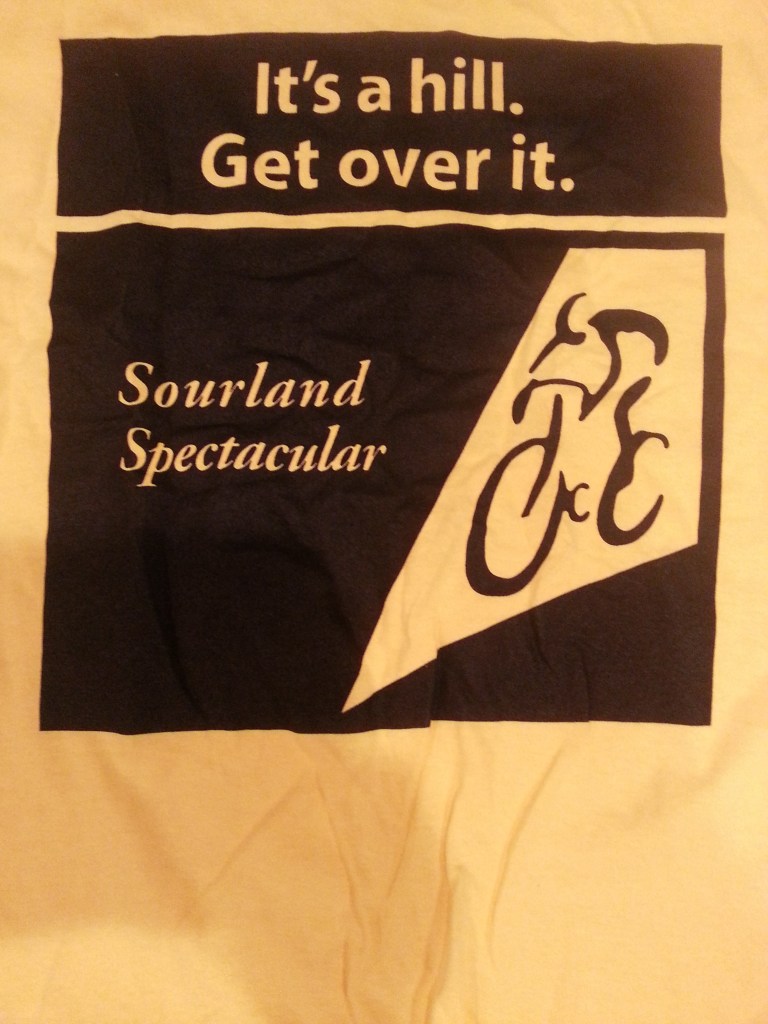 It's a hill.
Get over it.
Sourland
Spectacular